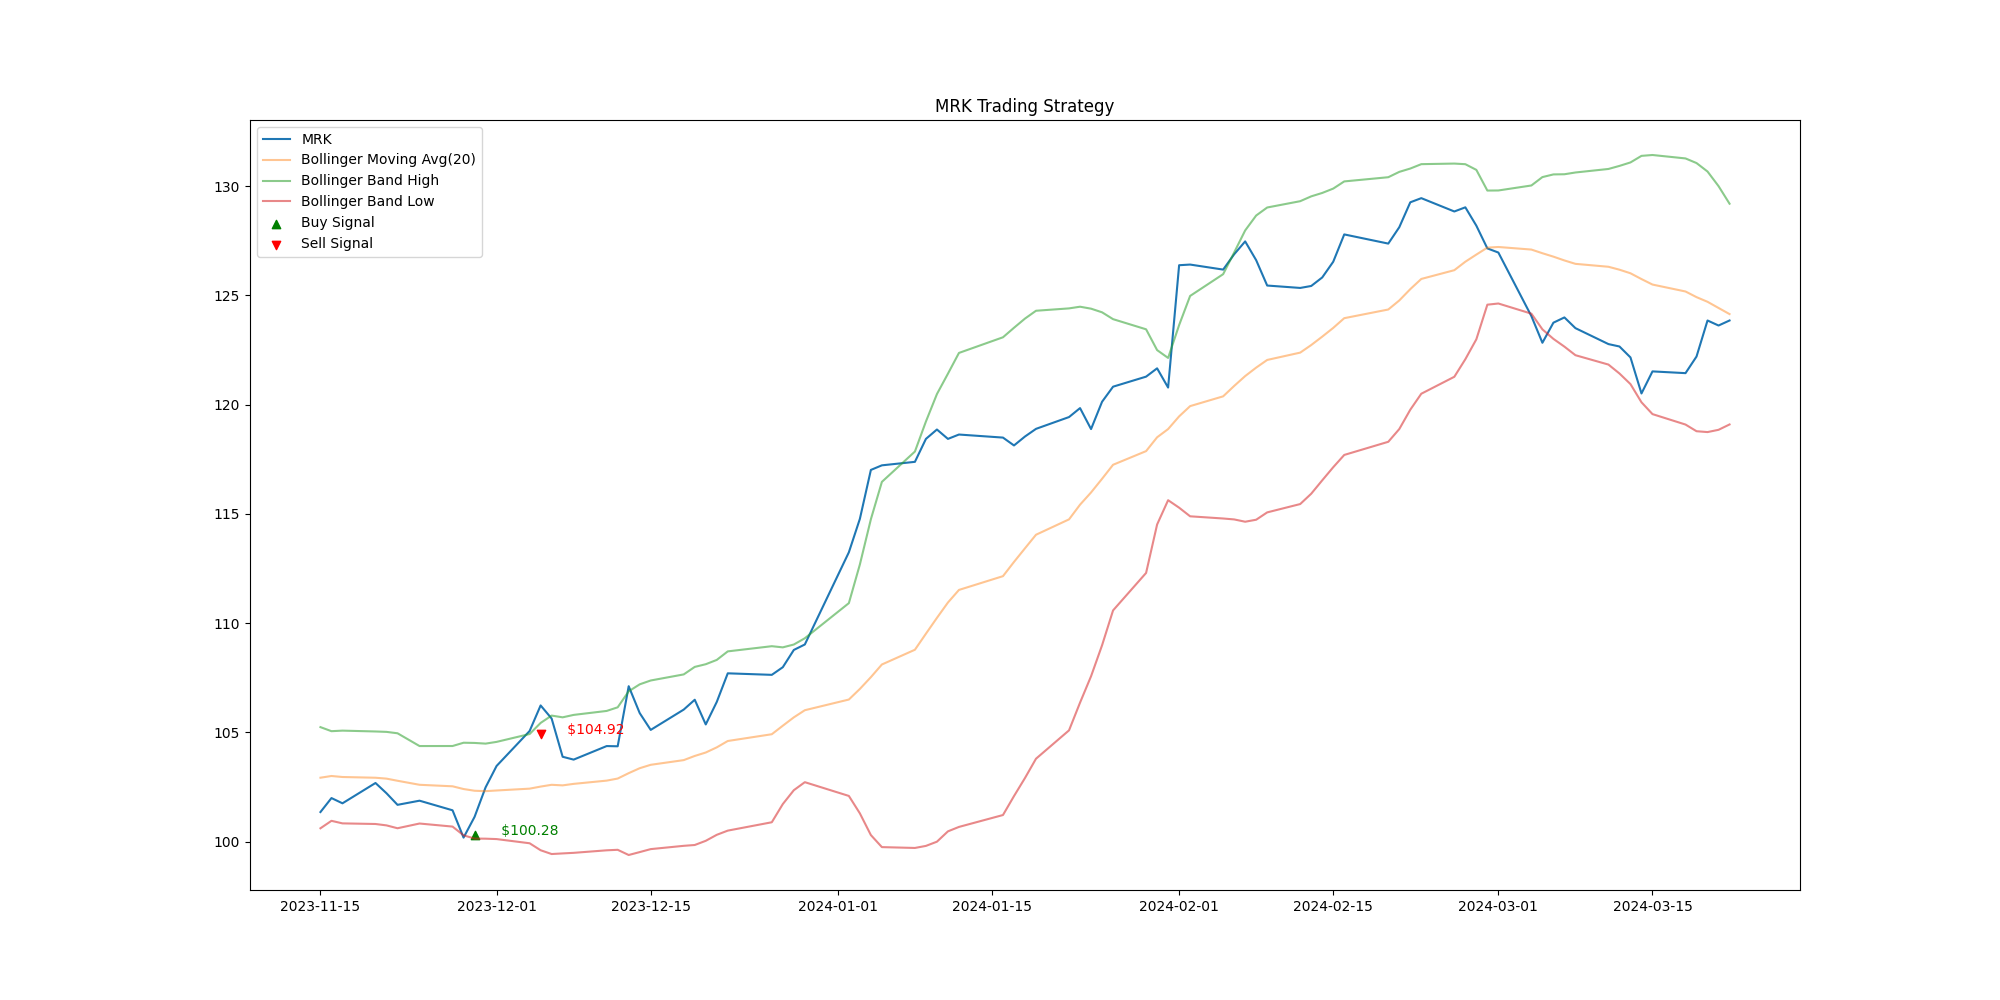 MRK Trading Strategy
MRK
Bollinger Moving Avg(20)
Bollinger Band High
Bollinger Band Low
Buy Signal
Sell Signal
130
125
120
115
110
105
100
$104.92
$100.28
2023-11-15 2023-12-01 2023-12-15 2024-01-01 2024-01-15 2024-02-01 2024-02-15 2024-03-01 2024-03-15